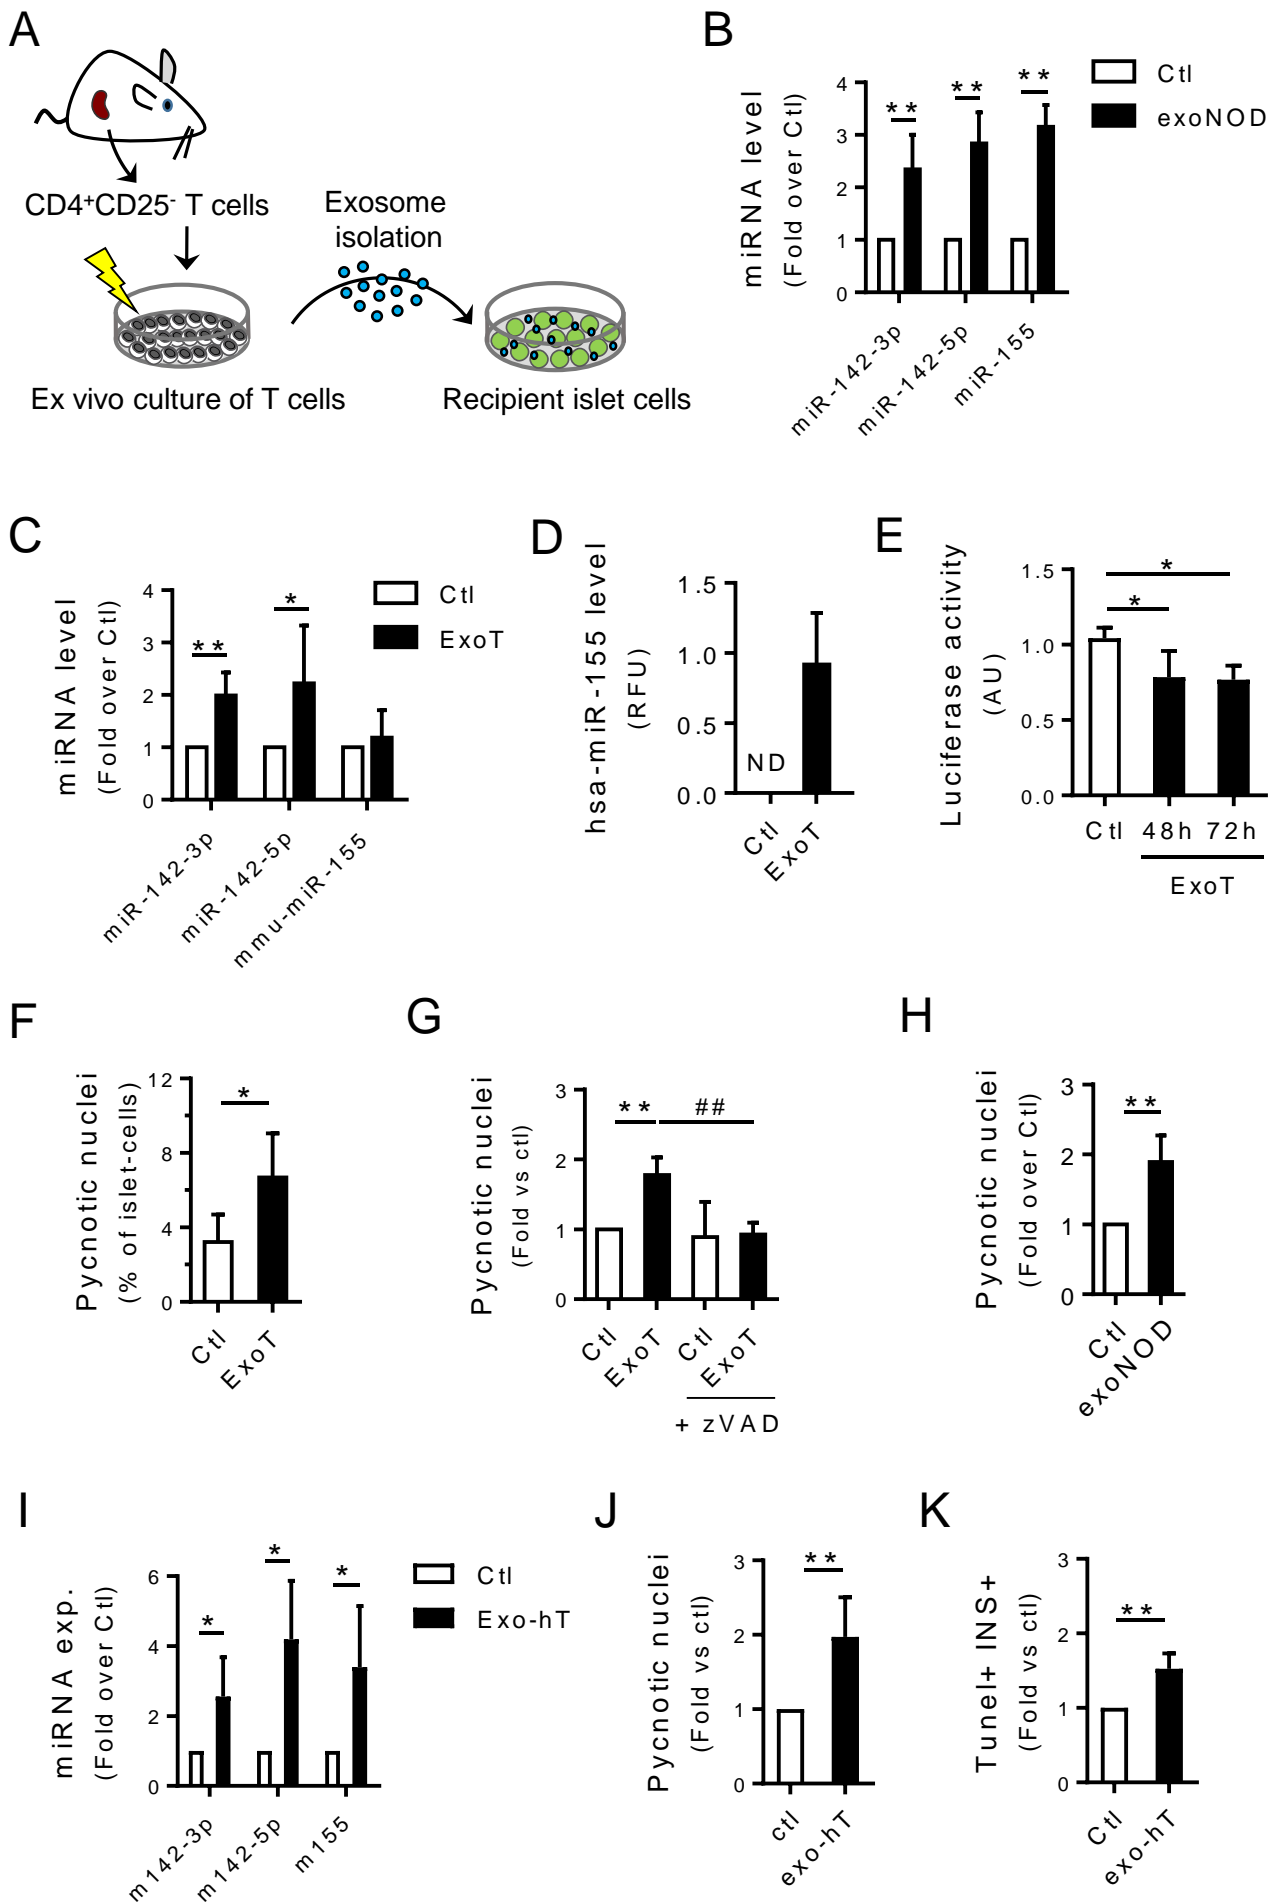 A
CD4+CD25- T cells
Exosome
isolation
Ex vivo culture of T cells
Recipient islet cells
B
miRNA level
(Fold over Ctl)
4
3
2
1
0
**
**
**
Ctl
exoNOD
miR-142-3p
miR-142-5p
miR-155
C
miRNA level
(Fold over Ctl)
4
3
2
1
0
**
*
Ctl
ExoT
miR-142-3p
miR-142-5p
mmu-miR-155
D
hsa-miR-155 level
(RFU)
1.5
1.0
0.5
0.0
ND
Ctl
ExoT
E
Luciferase activity
(AU)
1.5
1.0
0.5
0.0
*
*
Ctl
48h
72h
ExoT
F
Pycnotic nuclei
(% of islet-cells)
12
8
4
0
*
Ctl
ExoT
G
Pycnotic nuclei
(Fold vs ctl)
3
2
1
0
**
##
Ctl
ExoT
Ctl
ExoT
+ zVAD
H
Pycnotic nuclei
(Fold over Ctl)
3
2
1
0
**
Ctl
exoNOD
I
miRNA exp.
(Fold over Ctl)
6
4
2
0
*
*
*
Ctl
Exo-hT
m142-3p
m142-5p
m155
J
Pycnotic nuclei
(Fold vs ctl)
3
2
1
0
**
ctl
exo-hT
K
Tunel+ INS+
(Fold vs ctl)
3
2
1
0
**
Ctl
exo-hT